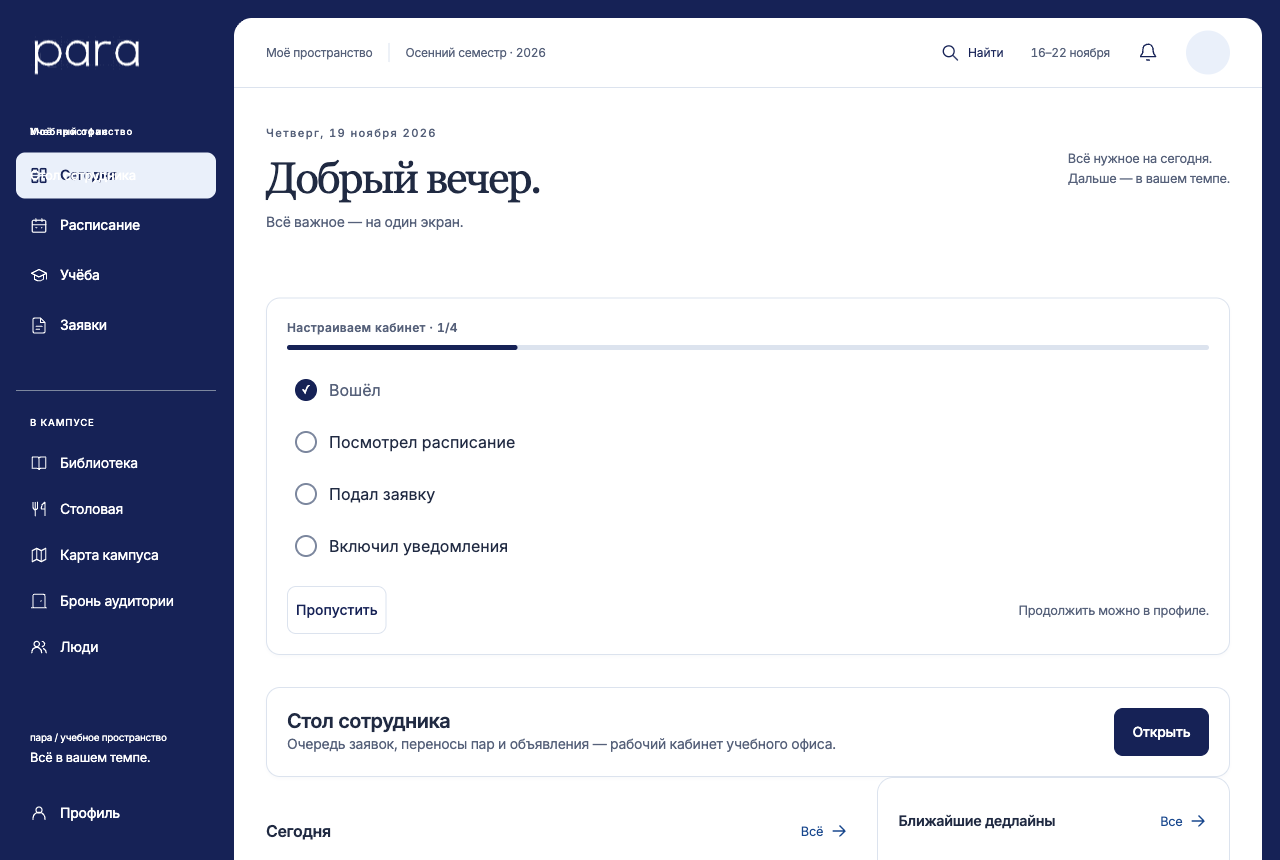 para
Сегодня
Расписание
Учёба
Заявки
В КАМПУСЕ
Библиотека
Столовая
Карта кампуса
Бронь аудитории
Люди
пара / учебное пространство
Всё в вашем темпе.
Профиль
Моё пространство
Осенний семестр · 2026
Найти
16–22 ноября
Четверг, 19 ноября 2026
Добрый вечер.
Всё важное — на один экран.
Всё нужное на сегодня.
Дальше — в вашем темпе.
Настраиваем кабинет · 1/4
Вошёл
Посмотрел расписание
Подал заявку
Включил уведомления
Пропустить
Продолжить можно в профиле.
Стол сотрудника
Очередь заявок, переносы пар и объявления — рабочий кабинет учебного офиса.
Открыть
Сегодня
Всё
Ближайшие дедлайны
Все